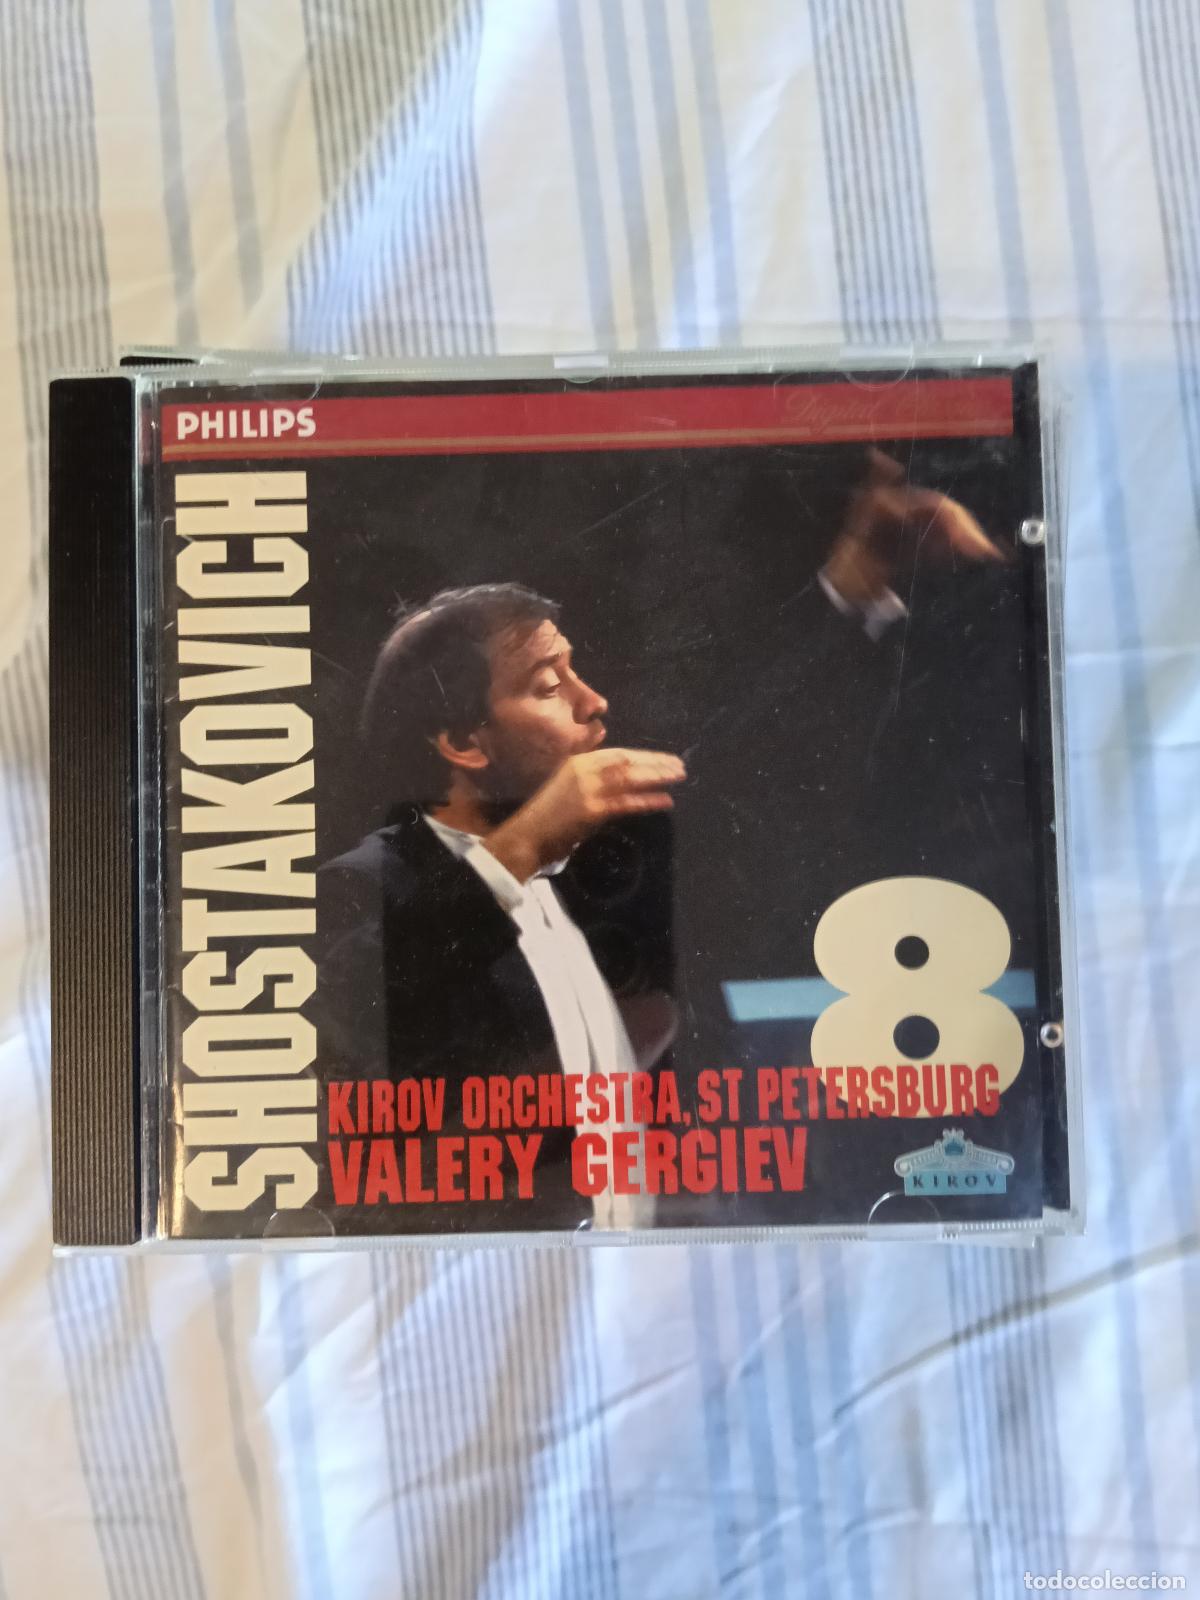 PHILIPS
Digital Classics
SHOSTAKOVICH
8
KIROV ORCHESTRA, ST PETERSBURG
VALERY GERGIEV
KIROV
todocoleccion